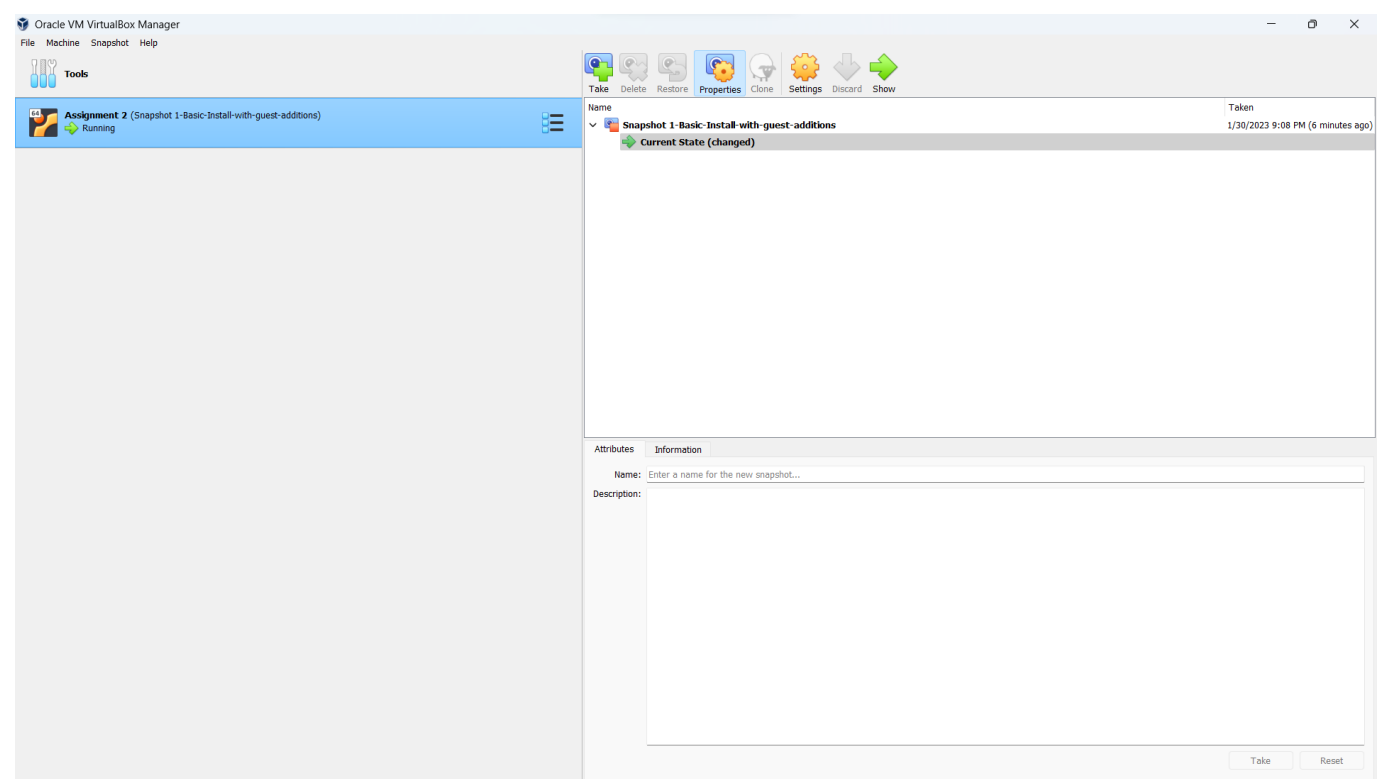 Oracle VM VirtualBox Manager
File Machine Snapshot Help
Tools
64
Assignment 2 (Snapshot 1-Basic-Install-with-guest-additions)
Running
Take Delete Restore Properties Clone Settings Discard Show
Name Taken
Snapshot 1-Basic-Install-with-guest-additions 1/30/2023 9:08 PM (6 minutes ago)
Current State (changed)
Attributes Information
Name: Enter a name for the new snapshot...
Description:
Take Reset